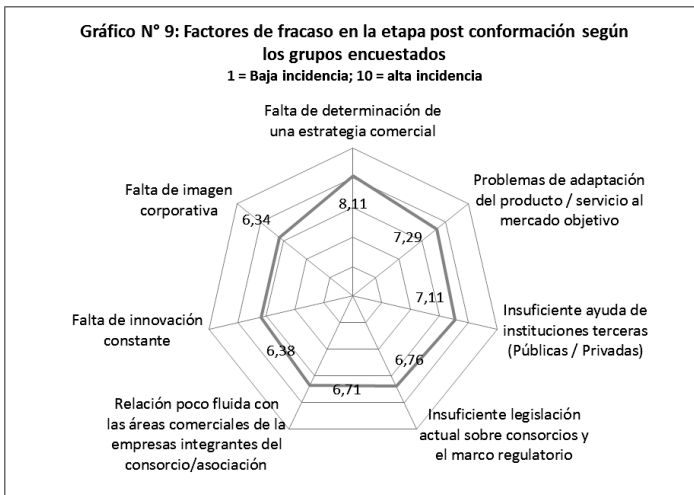 Gráfico N° 9: Factores de fracaso en la etapa post conformación según
los grupos encuestados
1 = Baja incidencia; 10 = alta incidencia
Falta de determinación de
una estrategia comercial
8,11
Problemas de adaptación
del producto / servicio al
mercado objetivo
7,29
Insuficiente ayuda de
instituciones terceras
(Públicas / Privadas)
7,11
Insuficiente legislación
actual sobre consorcios y
el marco regulatorio
6,76
Relación poco fluida con
las áreas comerciales de la
empresas integrantes del
consorcio/asociación
6,71
Falta de innovación
constante
6,38
Falta de imagen
corporativa
6,34